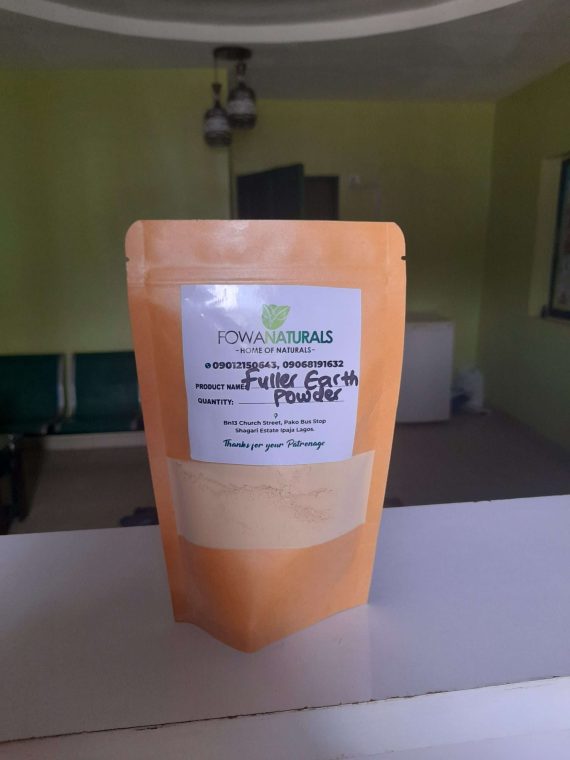 FOWANATURALS
-HOME OF NATURALS-
09012150643, 09068191632
PRODUCT NAME: Fuller Earth
Powder
QUANTITY:
Bn13 Church Street, Pako Bus Stop
Shagari Estate Ipaja Lagos.
Thanks for your Patronage